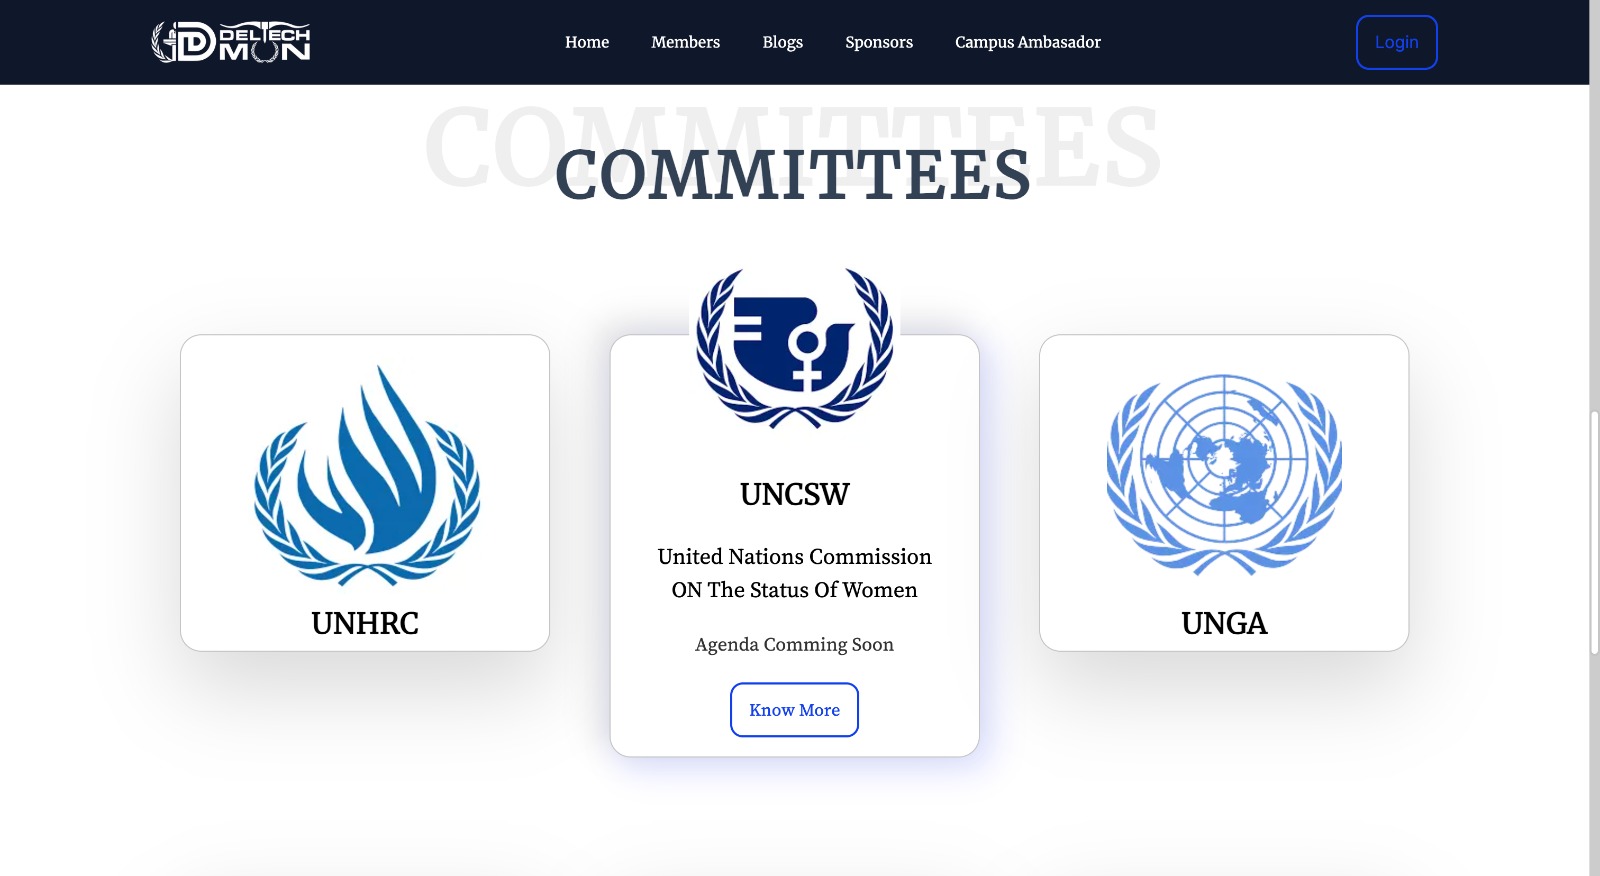 DELTECH
MUN
Home
Members
Blogs
Sponsors
Campus Ambasador
Login
COMMITTEES
COMMITTEES
UNHRC
UNCSW
United Nations Commission
ON The Status Of Women
Agenda Comming Soon
Know More
UNGA